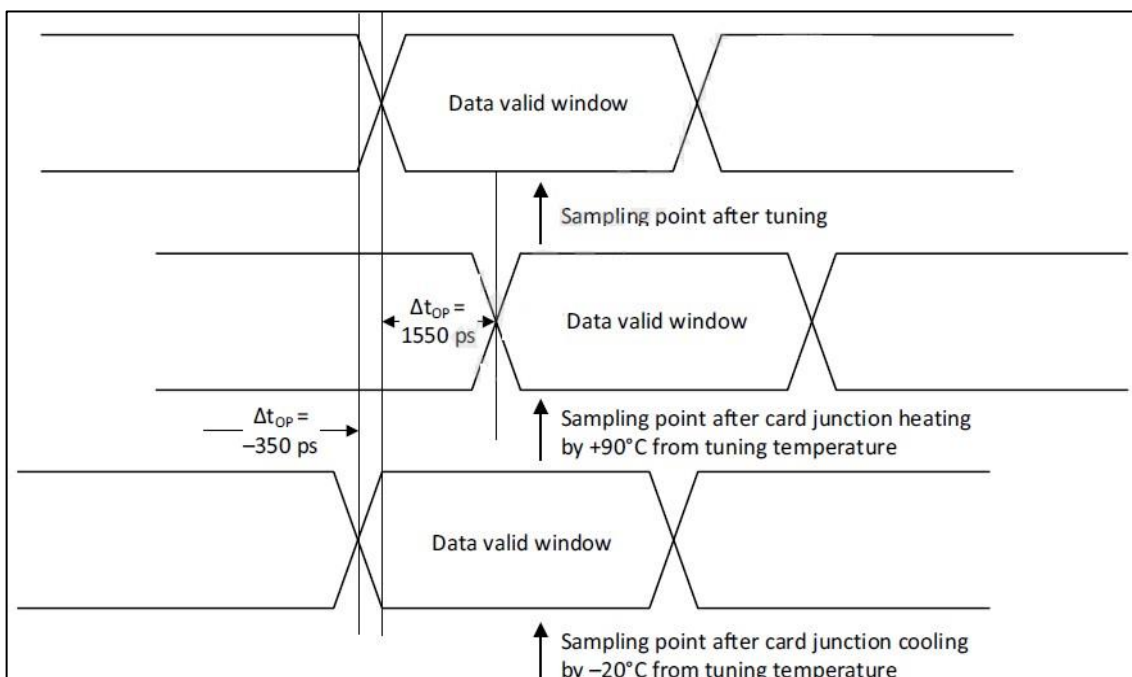 Data valid window
Sampling point after tuning
Δt_OP =
1550 ps
Data valid window
Δt_OP =
–350 ps
Sampling point after card junction heating
by +90°C from tuning temperature
Data valid window
Sampling point after card junction cooling
by –20°C from tuning temperature